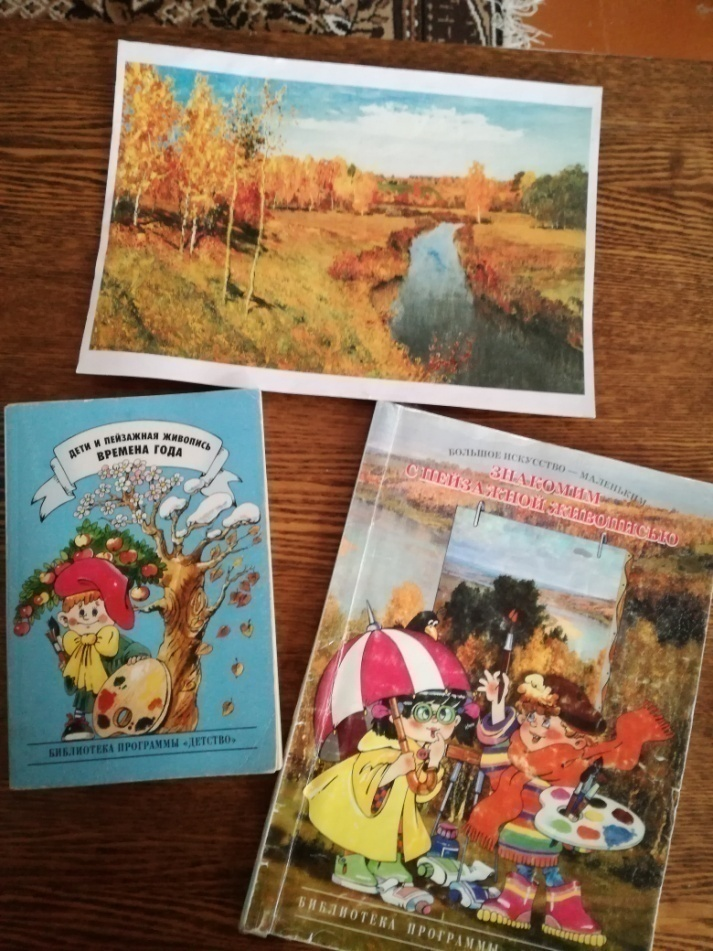 ДЕТИ И ПЕЙЗАЖНАЯ ЖИВОПИСЬ
ВРЕМЕНА ГОДА
БИБЛИОТЕКА ПРОГРАММЫ «ДЕТСТВО»
БОЛЬШОЕ ИСКУССТВО — МАЛЕНЬКИМ
ЗНАКОМИМ
С ПЕЙЗАЖНОЙ ЖИВОПИСЬЮ
БИБЛИОТЕКА ПРОГРАММЫ